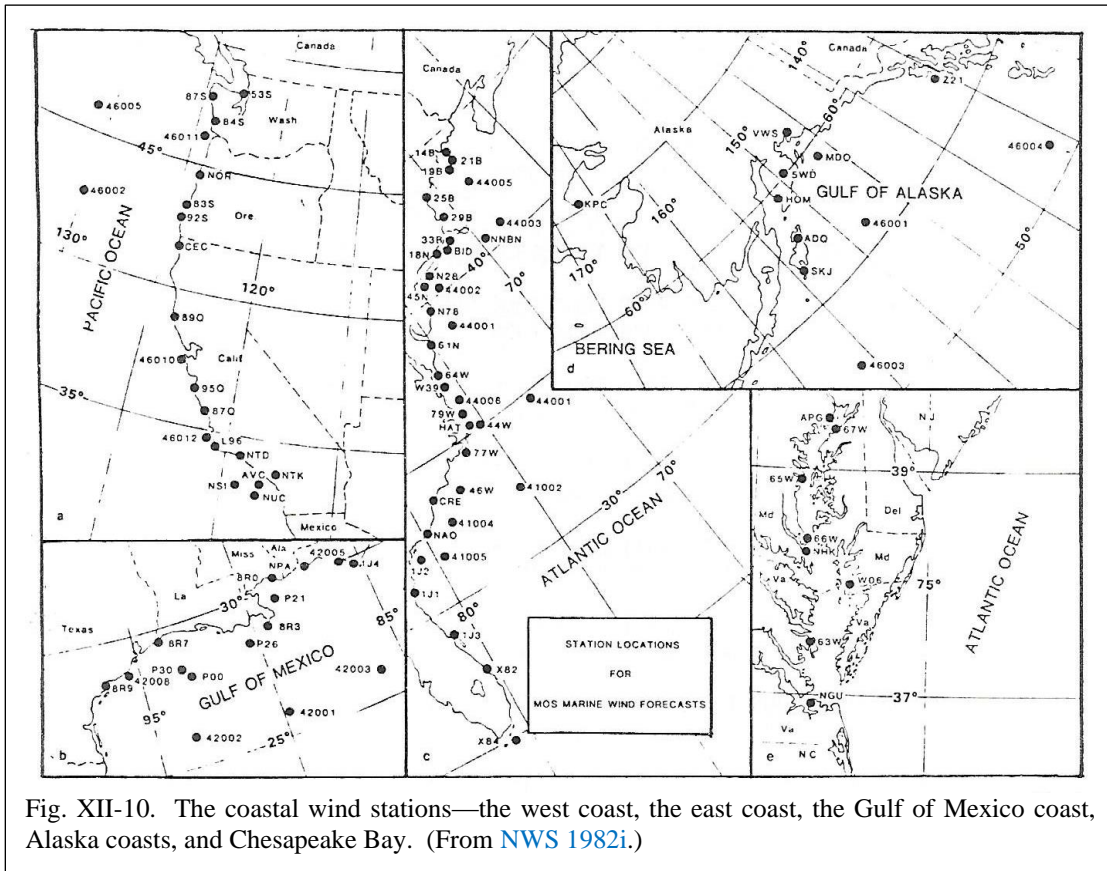 Canada
87S
53S
46005
84S
Wash
46011
45°
NOR
46002
83S
92S
Ore.
130°
CEC
PACIFIC OCEAN
120°
89Q
46010
Calif
95Q
35°
87Q
46012
L96
NTD
AVC
NTK
NSI
NUC
a
Mexico
Miss
Ala
42005
NPA
1J4
8R0
La
P21
30°
85°
Texas
8R3
8R7
P26
P30
P00
42003
42008
8R9
GULF OF MEXICO
95°
42001
42002
25°
b
Canada
14B
21B
19B
44005
25B
29B
44003
33B
NNBN
BID
18N
40°
70°
N28
45N
44002
N78
44001
61N
64W
W39
44006
44001
79W
HAT
44W
77W
70°
46W
41002
30°
CRE
41004
NAO
41005
ATLANTIC OCEAN
1J2
1J1
80°
1J3
X82
X84
c
STATION LOCATIONS
FOR
MOS MARINE WIND FORECASTS
Canada
140°
Z21
60°
Alaska
VWS
46004
150°
MDO
5WD
GULF OF ALASKA
KPC
HOM
160°
46001
ADQ
50°
170°
SKJ
60°
BERING SEA
d
46003
APG
NJ
67W
39°
65W
Md
Del
66W
NHK
Md
Va
W06
75°
ATLANTIC OCEAN
Va
63W
37°
NGU
Va
NC
e
Fig. XII-10. The coastal wind stations—the west coast, the east coast, the Gulf of Mexico coast,
Alaska coasts, and Chesapeake Bay. (From NWS 1982i.)